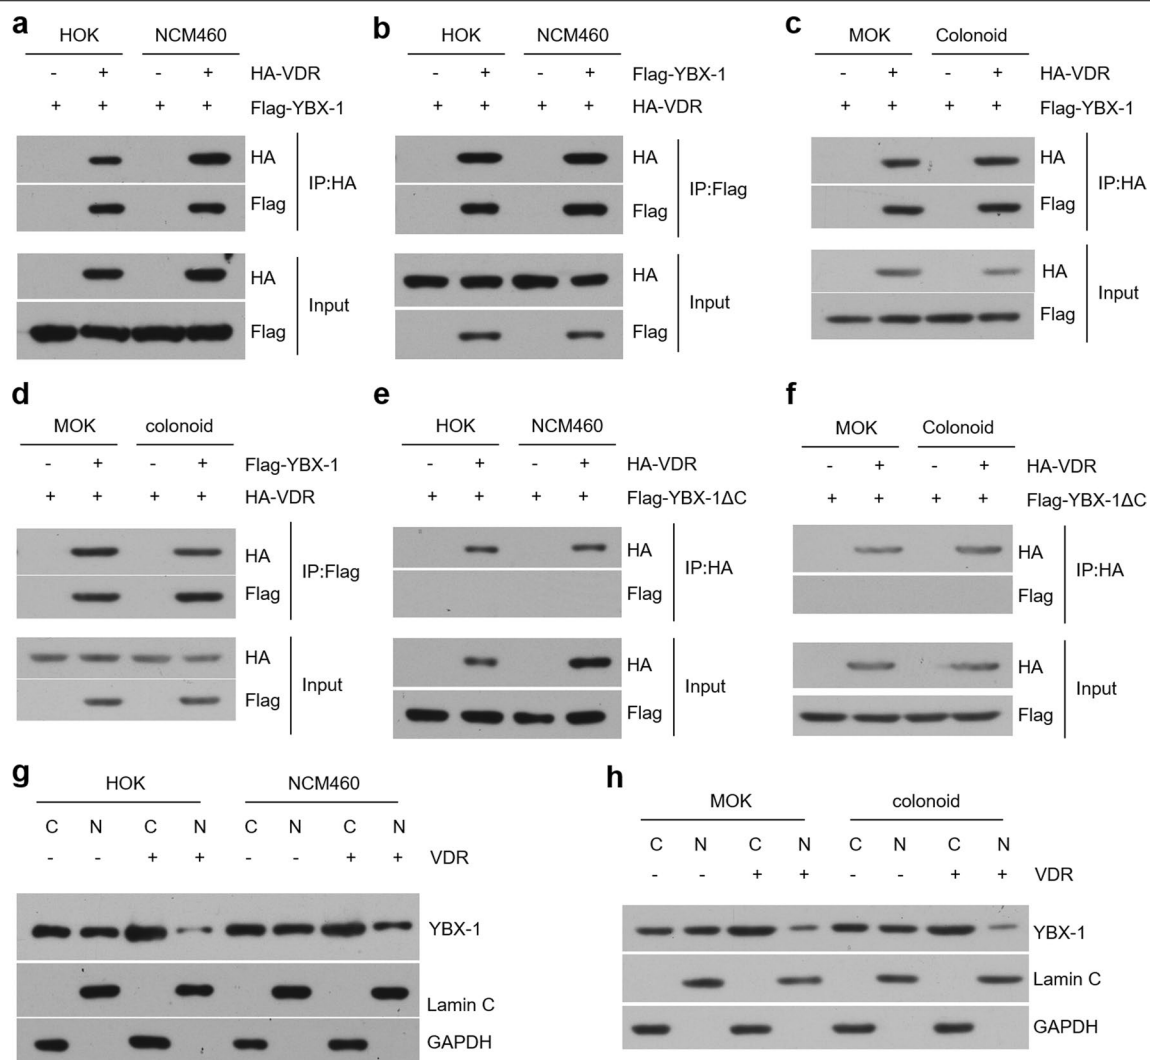 a
HOK NCM460
- + - + HA-VDR
+ + + + Flag-YBX-1
HA
Flag
IP:HA
HA
Flag
Input
b
HOK NCM460
- + - + Flag-YBX-1
+ + + + HA-VDR
HA
Flag
IP:Flag
HA
Flag
Input
c
MOK Colonoid
- + - + HA-VDR
+ + + + Flag-YBX-1
HA
Flag
IP:HA
HA
Flag
Input
d
MOK colonoid
- + - + Flag-YBX-1
+ + + + HA-VDR
HA
Flag
IP:Flag
HA
Flag
Input
e
HOK NCM460
- + - + HA-VDR
+ + + + Flag-YBX-1ΔC
HA
Flag
IP:HA
HA
Flag
Input
f
MOK Colonoid
- + - + HA-VDR
+ + + + Flag-YBX-1ΔC
HA
Flag
IP:HA
HA
Flag
Input
g
HOK NCM460
C N C N C N C N
- - + + - - + + VDR
YBX-1
Lamin C
GAPDH
h
MOK colonoid
C N C N C N C N
- - + + - - + + VDR
YBX-1
Lamin C
GAPDH